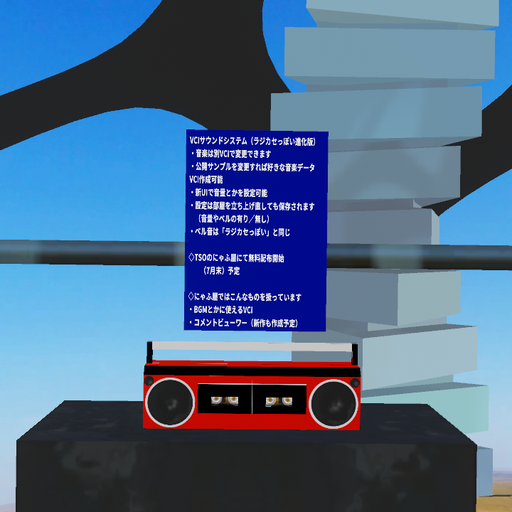 VCIサウンドシステム（ラジカセっぽい進化版）
・音楽は別VCIで変更できます
・公開サンプルを変更すれば好きな音楽データ
VCI作成可能
・新UIで音量とかを設定可能
・設定は部屋を立ち上げ直しても保存されます
（音量やベルの有り／無し）
・ベル音は「ラジカセっぽい」と同じ
◇TSOのにゃふ屋にて無料配布開始
（7月末）予定
◇にゃふ屋ではこんなものを扱っています
・BGMとかに使えるVCI
・コメントビューワー（新作も作成予定）